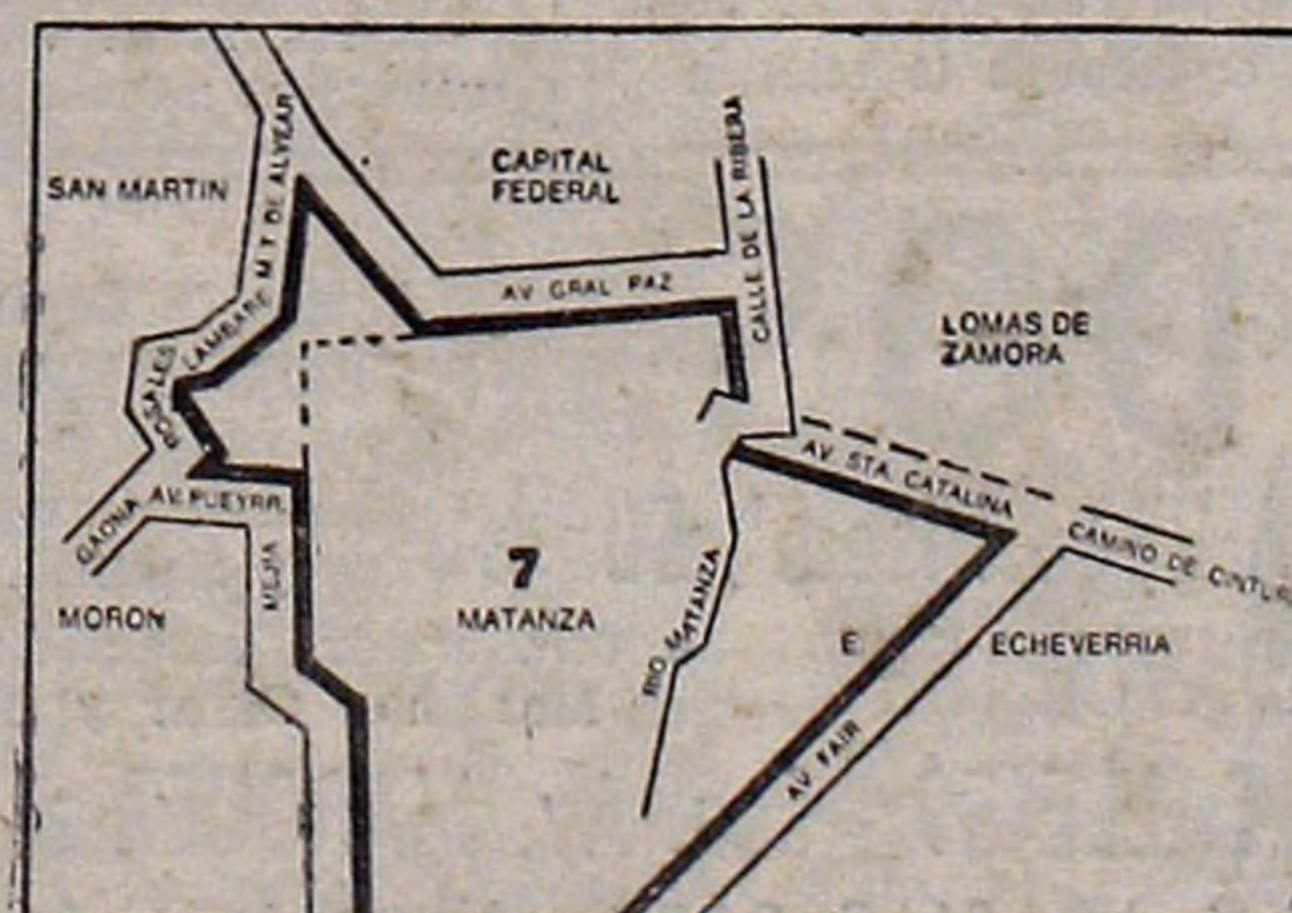 SAN MARTIN
M.T DE ALVEAR
CAPITAL
FEDERAL
CALLE DE LA RIBERA
AV GRAL PAZ
LAMBARE
ROSALES
LOMAS DE
ZAMORA
GAONA
AV. PUEYRR.
AV. STA. CATALINA
CAMINO DE CINTUR
MEJIA
7
MATANZA
MORON
RIO MATANZA
E.
ECHEVERRIA
AV FAIR